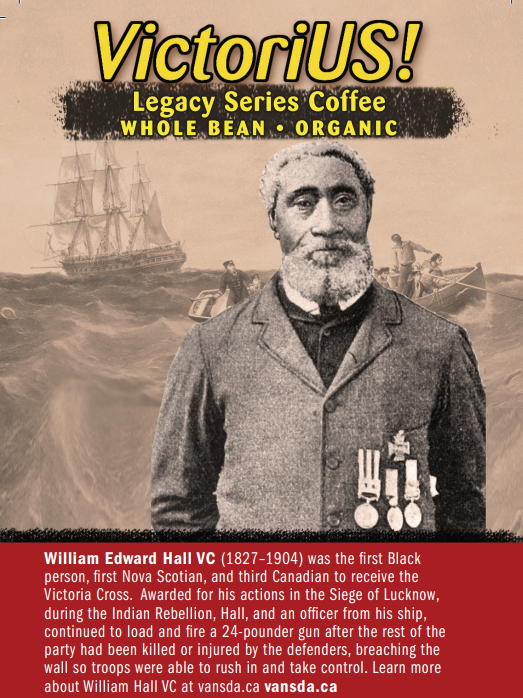 VictoriUS!
Legacy Series Coffee
WHOLE BEAN • ORGANIC
William Edward Hall VC (1827–1904) was the first Black
person, first Nova Scotian, and third Canadian to receive the
Victoria Cross.  Awarded for his actions in the Siege of Lucknow,
during the Indian Rebellion, Hall, and an officer from his ship,
continued to load and fire a 24-pounder gun after the rest of the
party had been killed or injured by the defenders, breaching the
wall so troops were able to rush in and take control. Learn more
about William Hall VC at vansda.ca vansda.ca